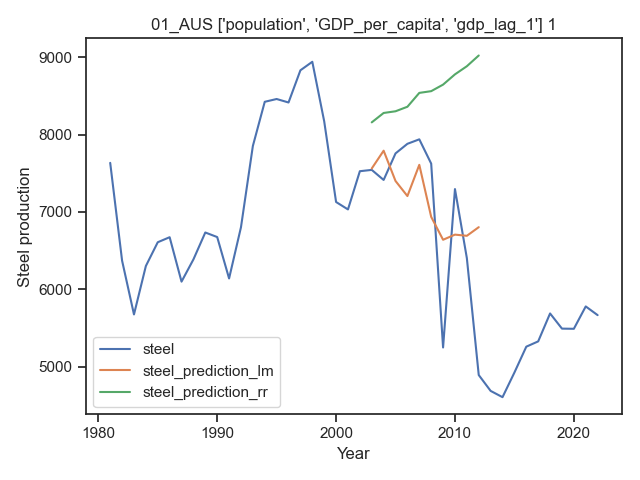 01_AUS ['population', 'GDP_per_capita', 'gdp_lag_1'] 1
9000
8000
7000
6000
5000
Steel production
steel
steel_prediction_lm
steel_prediction_rr
1980
1990
2000
2010
2020
Year